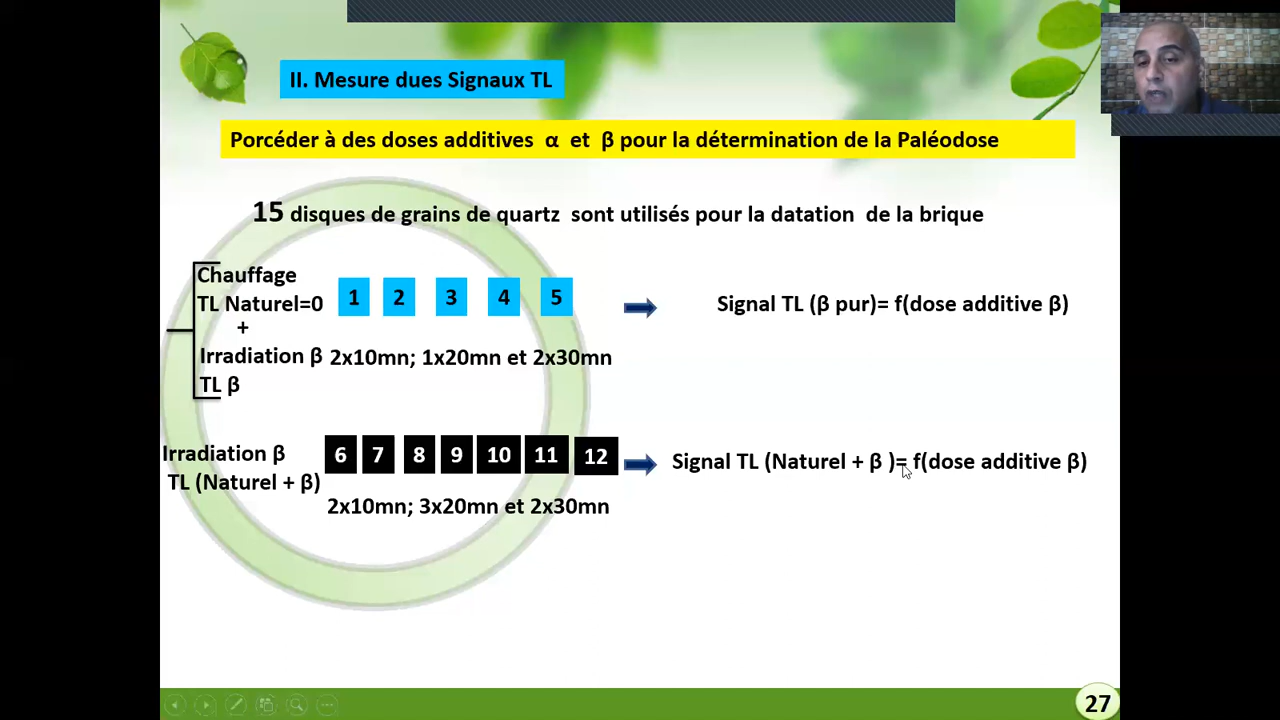 II. Mesure dues Signaux TL
Porcéder à des doses additives α et β pour la détermination de la Paléodose
15 disques de grains de quartz sont utilisés pour la datation de la brique
Chauffage
TL Naturel=0
+
Irradiation β
TL β
1 2 3 4 5
2x10mn; 1x20mn et 2x30mn
Signal TL (β pur)= f(dose additive β)
Irradiation β
TL (Naturel + β)
6 7 8 9 10 11 12
2x10mn; 3x20mn et 2x30mn
Signal TL (Naturel + β )= f(dose additive β)
27